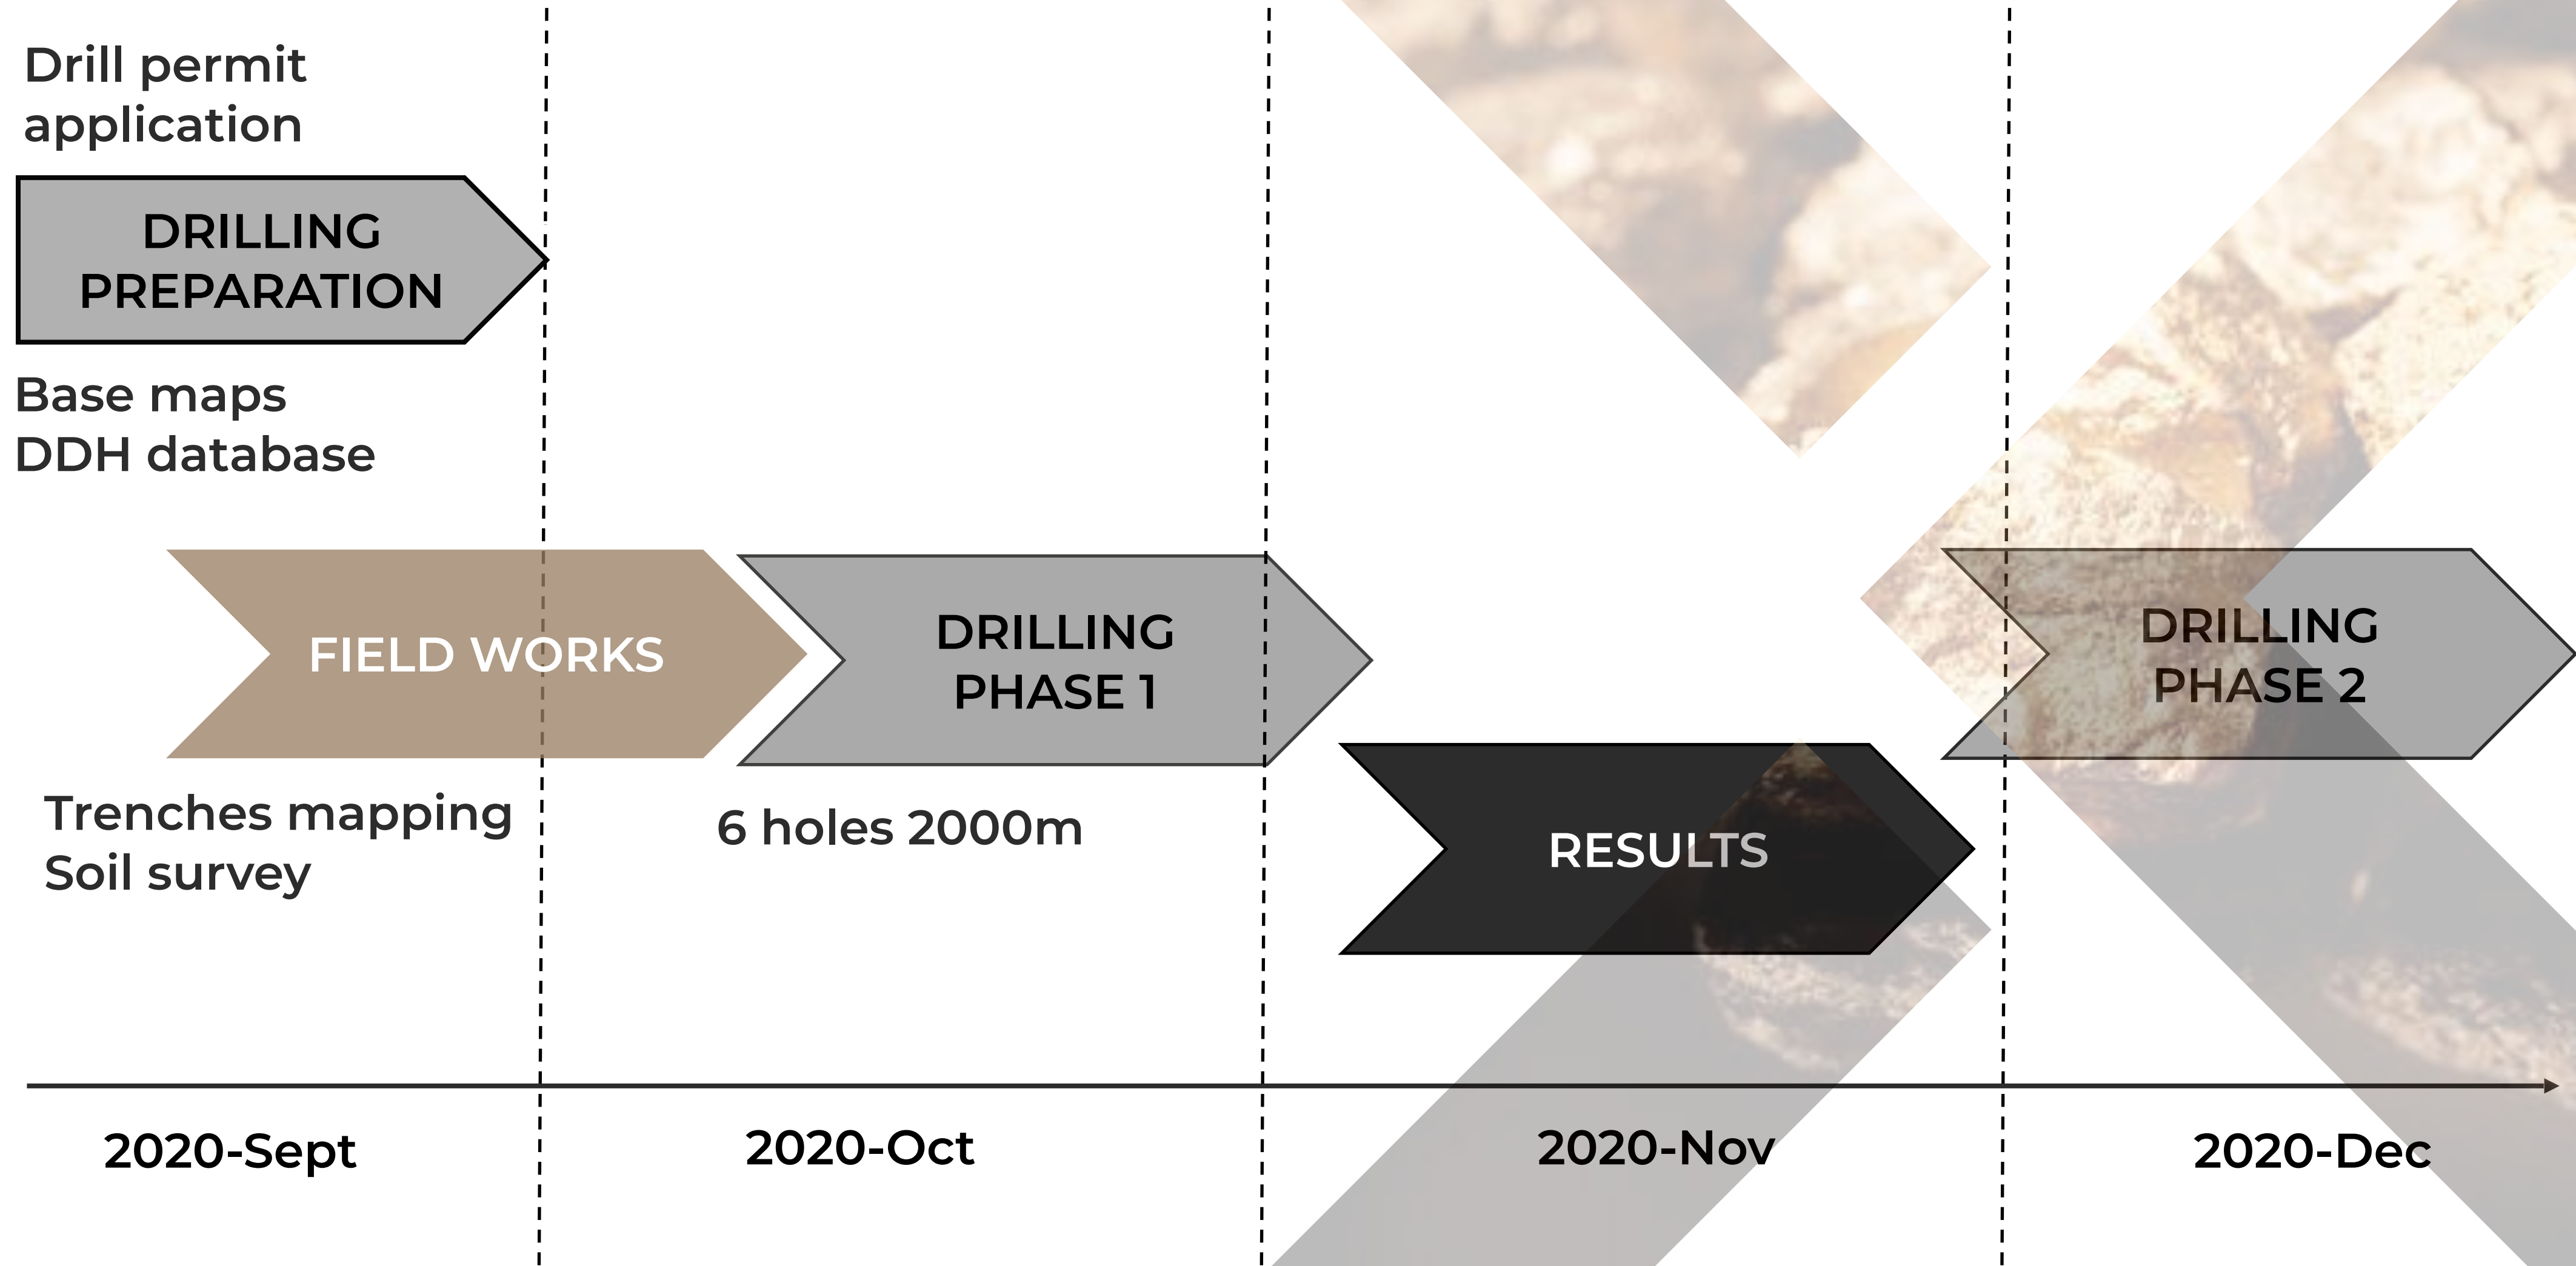 Drill permit
application
DRILLING
PREPARATION
Base maps
DDH database
FIELD WORKS
Trenches mapping
Soil survey
DRILLING
PHASE 1
6 holes 2000m
RESULTS
DRILLING
PHASE 2
2020-Sept
2020-Oct
2020-Nov
2020-Dec